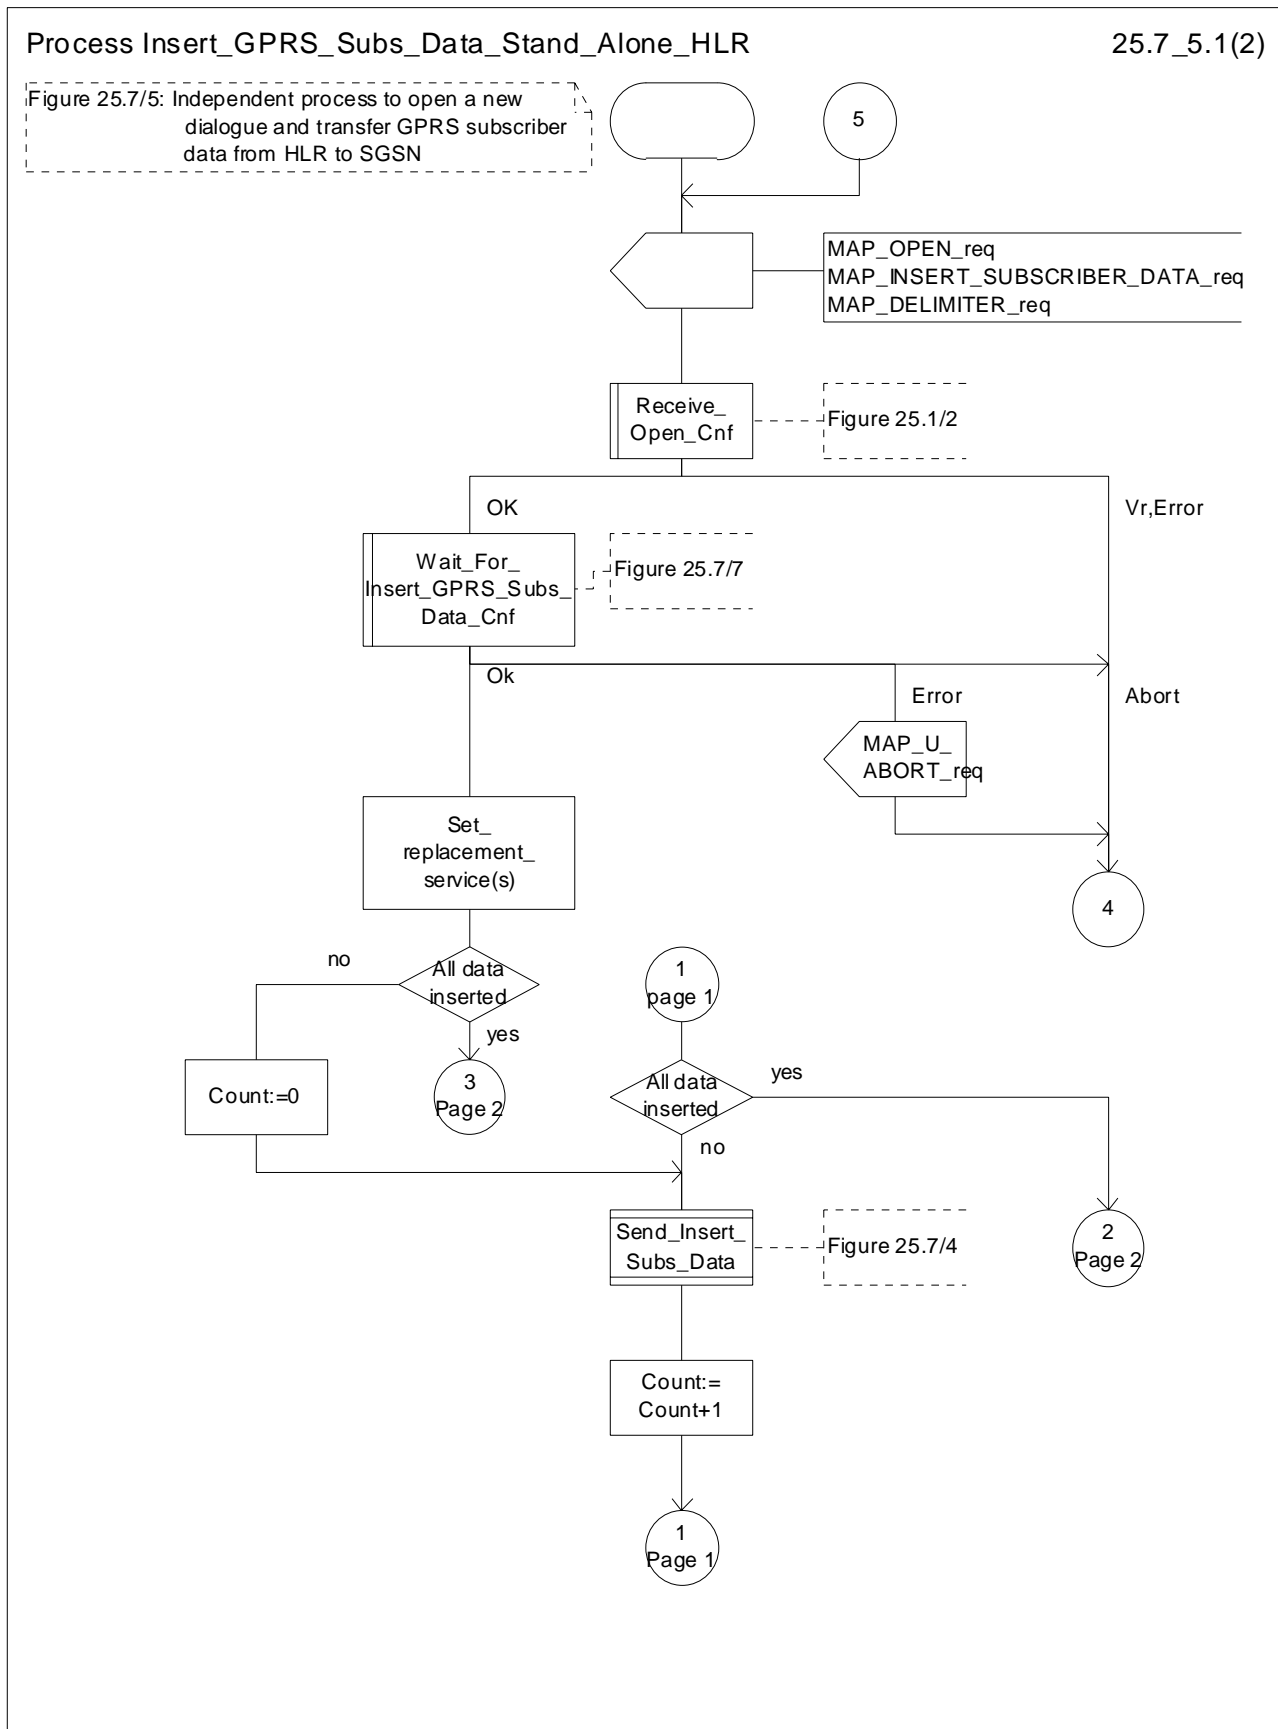 Process Insert_GPRS_Subs_Data_Stand_Alone_HLR
25.7_5.1(2)
Figure 25.7/5: Independent process to open a new
dialogue and transfer GPRS subscriber
data from HLR to SGSN
5
MAP_OPEN_req
MAP_INSERT_SUBSCRIBER_DATA_req
MAP_DELIMITER_req
Receive_
Open_Cnf
Figure 25.1/2
OK
Vr,Error
Wait_For_
Insert_GPRS_Subs_
Data_Cnf
Figure 25.7/7
Ok
Error
Abort
MAP_U_
ABORT_req
Set_
replacement_
service(s)
4
no
All data
inserted
yes
1
page 1
Count:=0
3
Page 2
All data
inserted
yes
no
Send_Insert_
Subs_Data
Figure 25.7/4
2
Page 2
Count:=
Count+1
1
Page 1